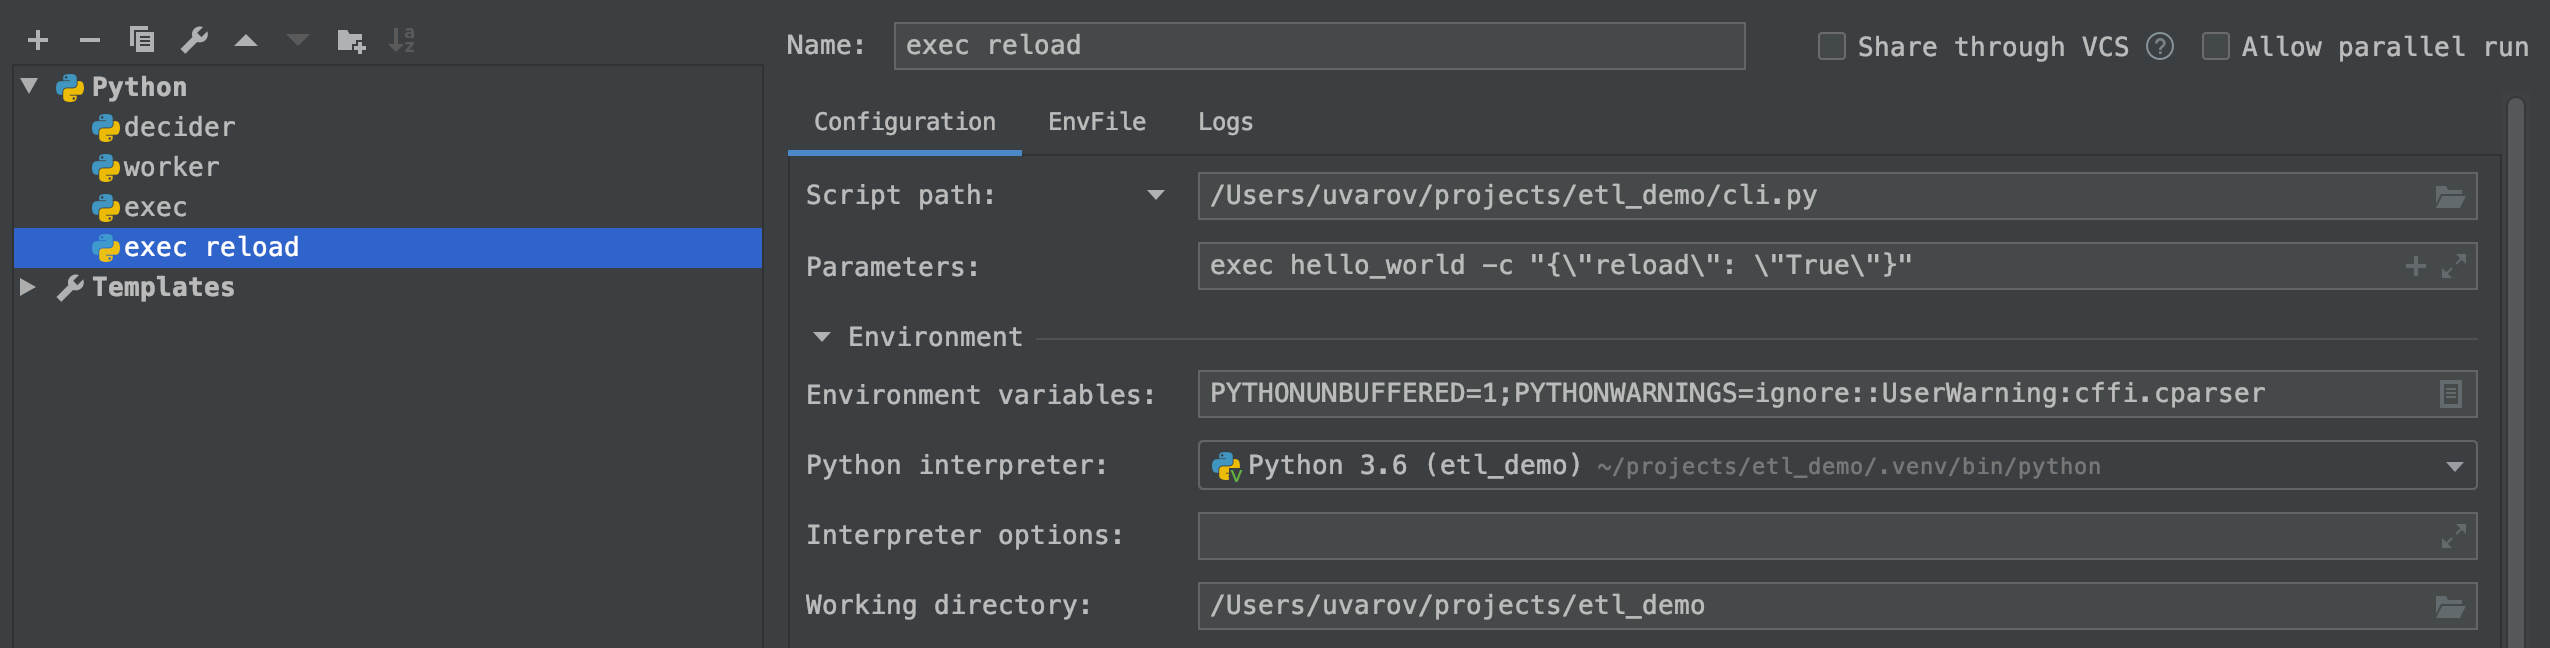 Name: exec reload Share through VCS ? Allow parallel run
Python
decider
worker
exec
exec reload
Templates
Configuration EnvFile Logs
Script path: /Users/uvarov/projects/etl_demo/cli.py
Parameters: exec hello_world -c "{\"reload\": \"True\"}"
Environment
Environment variables: PYTHONUNBUFFERED=1;PYTHONWARNINGS=ignore::UserWarning:cffi.cparser
Python interpreter: Python 3.6 (etl_demo) ~/projects/etl_demo/.venv/bin/python
Interpreter options:
Working directory: /Users/uvarov/projects/etl_demo